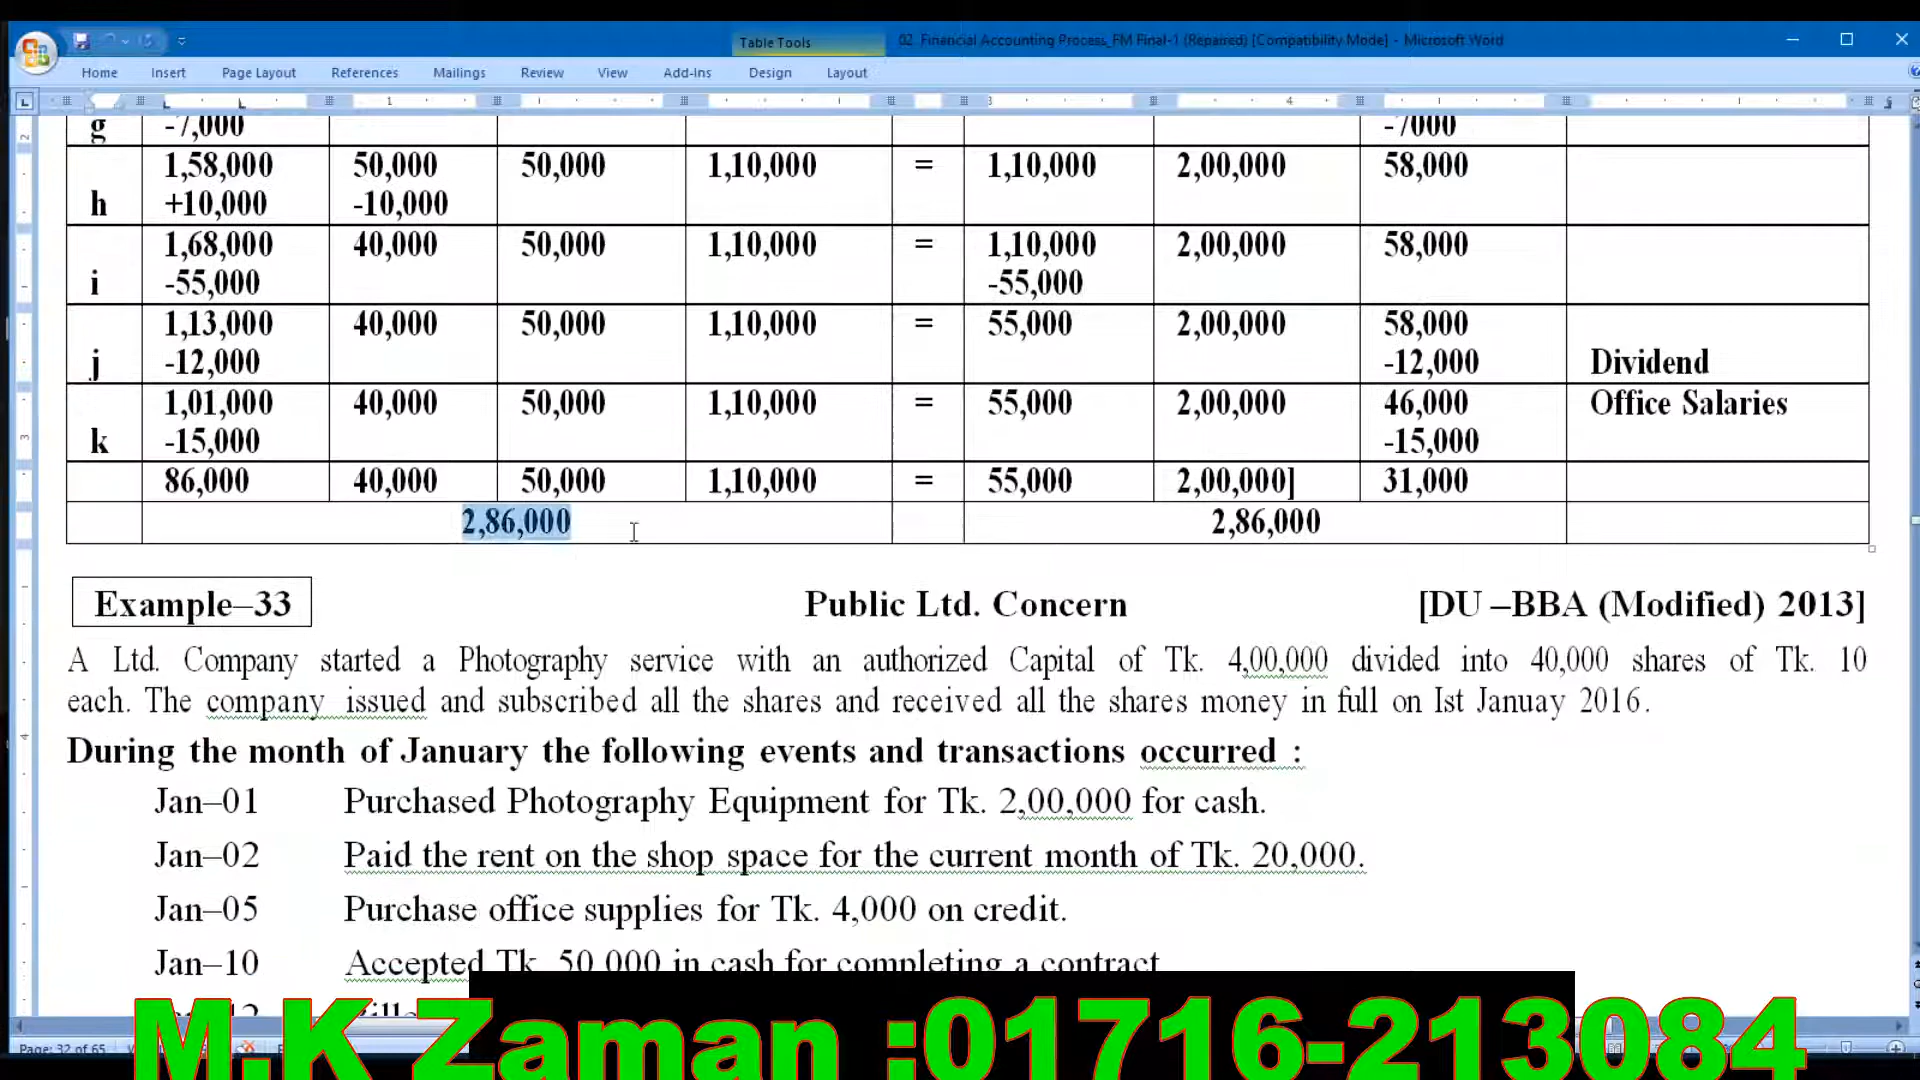 Table Tools
02. Financial Accounting Process_FM Final-1 (Repaired) [Compatibility Mode] - Microsoft Word
Home Insert Page Layout References Mailings Review View Add-Ins Design Layout
g -7,000 -7000
1,58,000 50,000 50,000 1,10,000 = 1,10,000 2,00,000 58,000
h +10,000 -10,000
1,68,000 40,000 50,000 1,10,000 = 1,10,000 2,00,000 58,000
i -55,000 -55,000
1,13,000 40,000 50,000 1,10,000 = 55,000 2,00,000 58,000
j -12,000 -12,000 Dividend
1,01,000 40,000 50,000 1,10,000 = 55,000 2,00,000 46,000 Office Salaries
k -15,000 -15,000
86,000 40,000 50,000 1,10,000 = 55,000 2,00,000] 31,000
2,86,000 2,86,000
Example–33 Public Ltd. Concern [DU –BBA (Modified) 2013]
A Ltd. Company started a Photography service with an authorized Capital of Tk. 4,00,000 divided into 40,000 shares of Tk. 10
each. The company issued and subscribed all the shares and received all the shares money in full on Ist Januay 2016.
During the month of January the following events and transactions occurred :
Jan–01 Purchased Photography Equipment for Tk. 2,00,000 for cash.
Jan–02 Paid the rent on the shop space for the current month of Tk. 20,000.
Jan–05 Purchase office supplies for Tk. 4,000 on credit.
Jan–10 Accepted Tk. 50,000 in cash for completing a contract
Page: 32 of 65
M.K Zaman :01716-213084